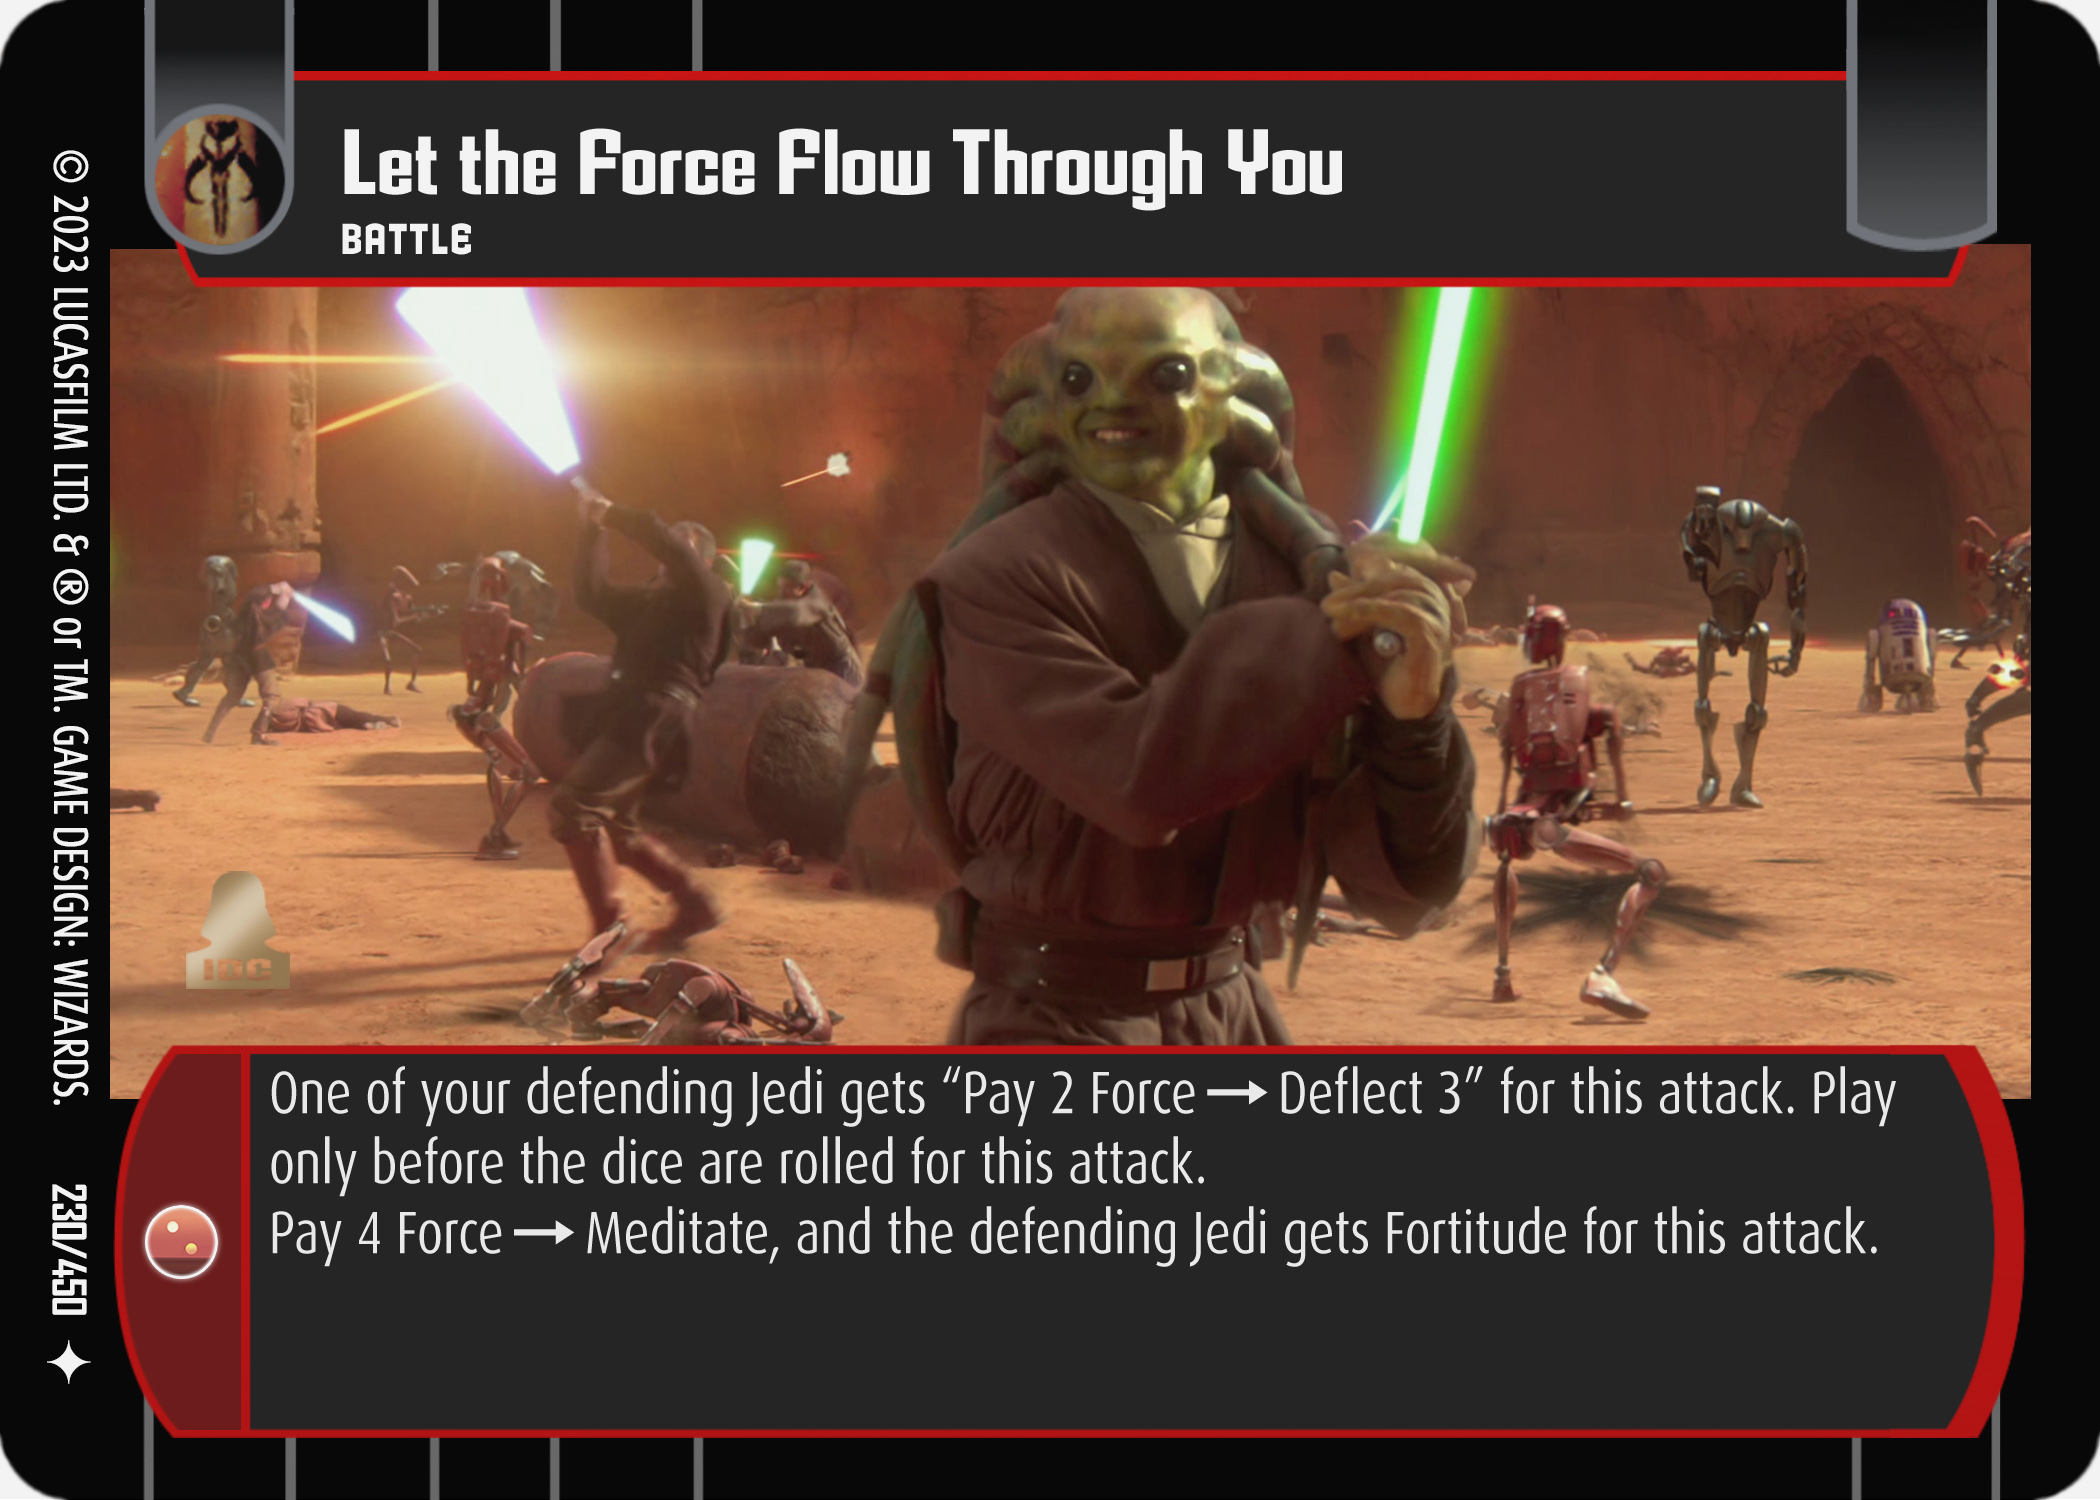 Let the Force Flow Through You
BATTLE
© 2023 LUCASFILM LTD. & ® or TM. GAME DESIGN: WIZARDS. 230/450
IDC
One of your defending Jedi gets “Pay 2 Force → Deflect 3” for this attack. Play
only before the dice are rolled for this attack.
Pay 4 Force → Meditate, and the defending Jedi gets Fortitude for this attack.